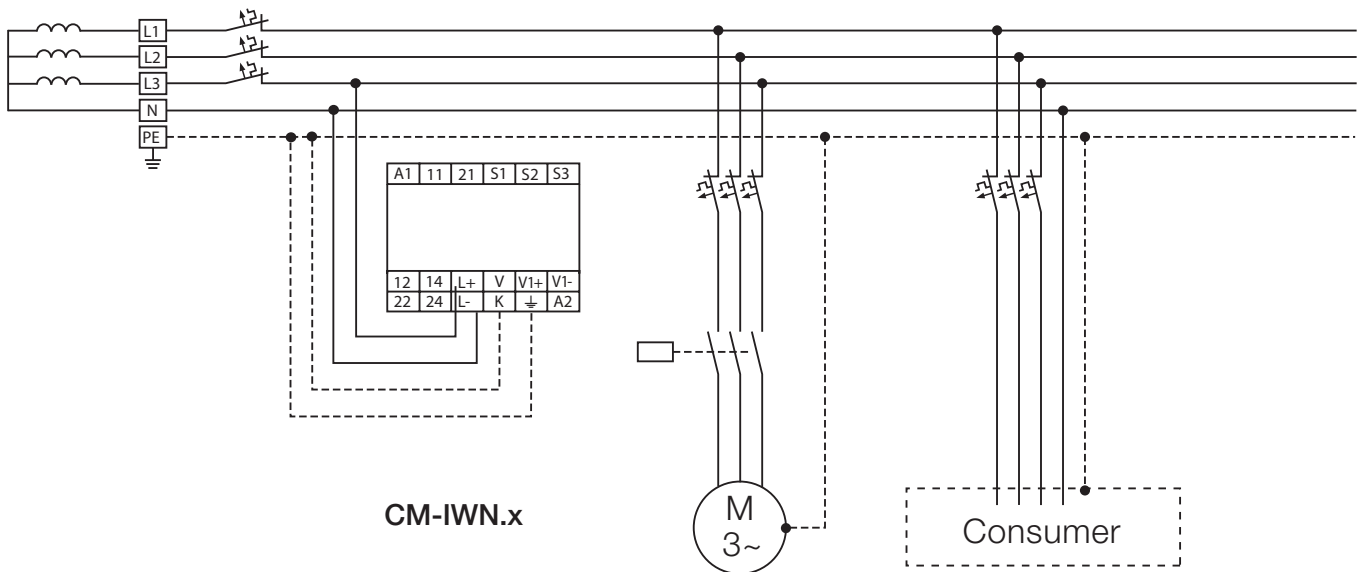 L1
L2
L3
N
PE
A1 11 21 S1 S2 S3
12 14 L+ V V1+ V1-
22 24 L- K ⏚ A2
CM-IWN.x
M
3~
Consumer